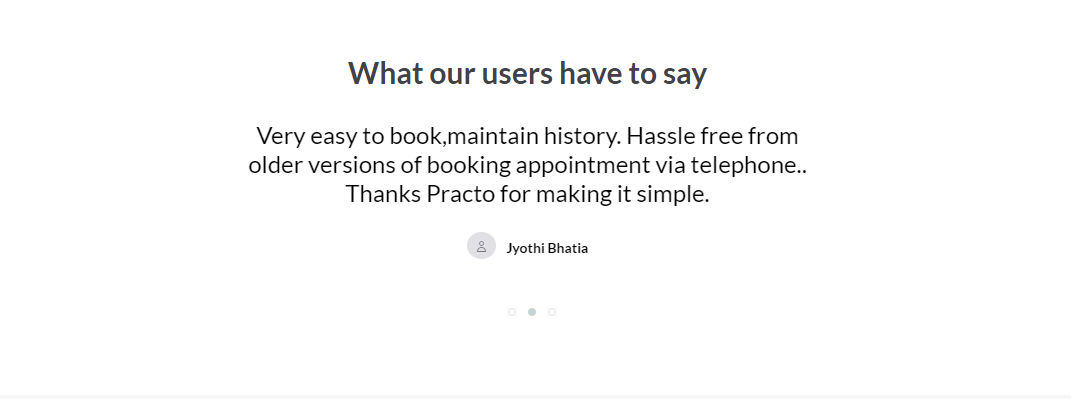 What our users have to say
Very easy to book,maintain history. Hassle free from
older versions of booking appointment via telephone..
Thanks Practo for making it simple.
Jyothi Bhatia